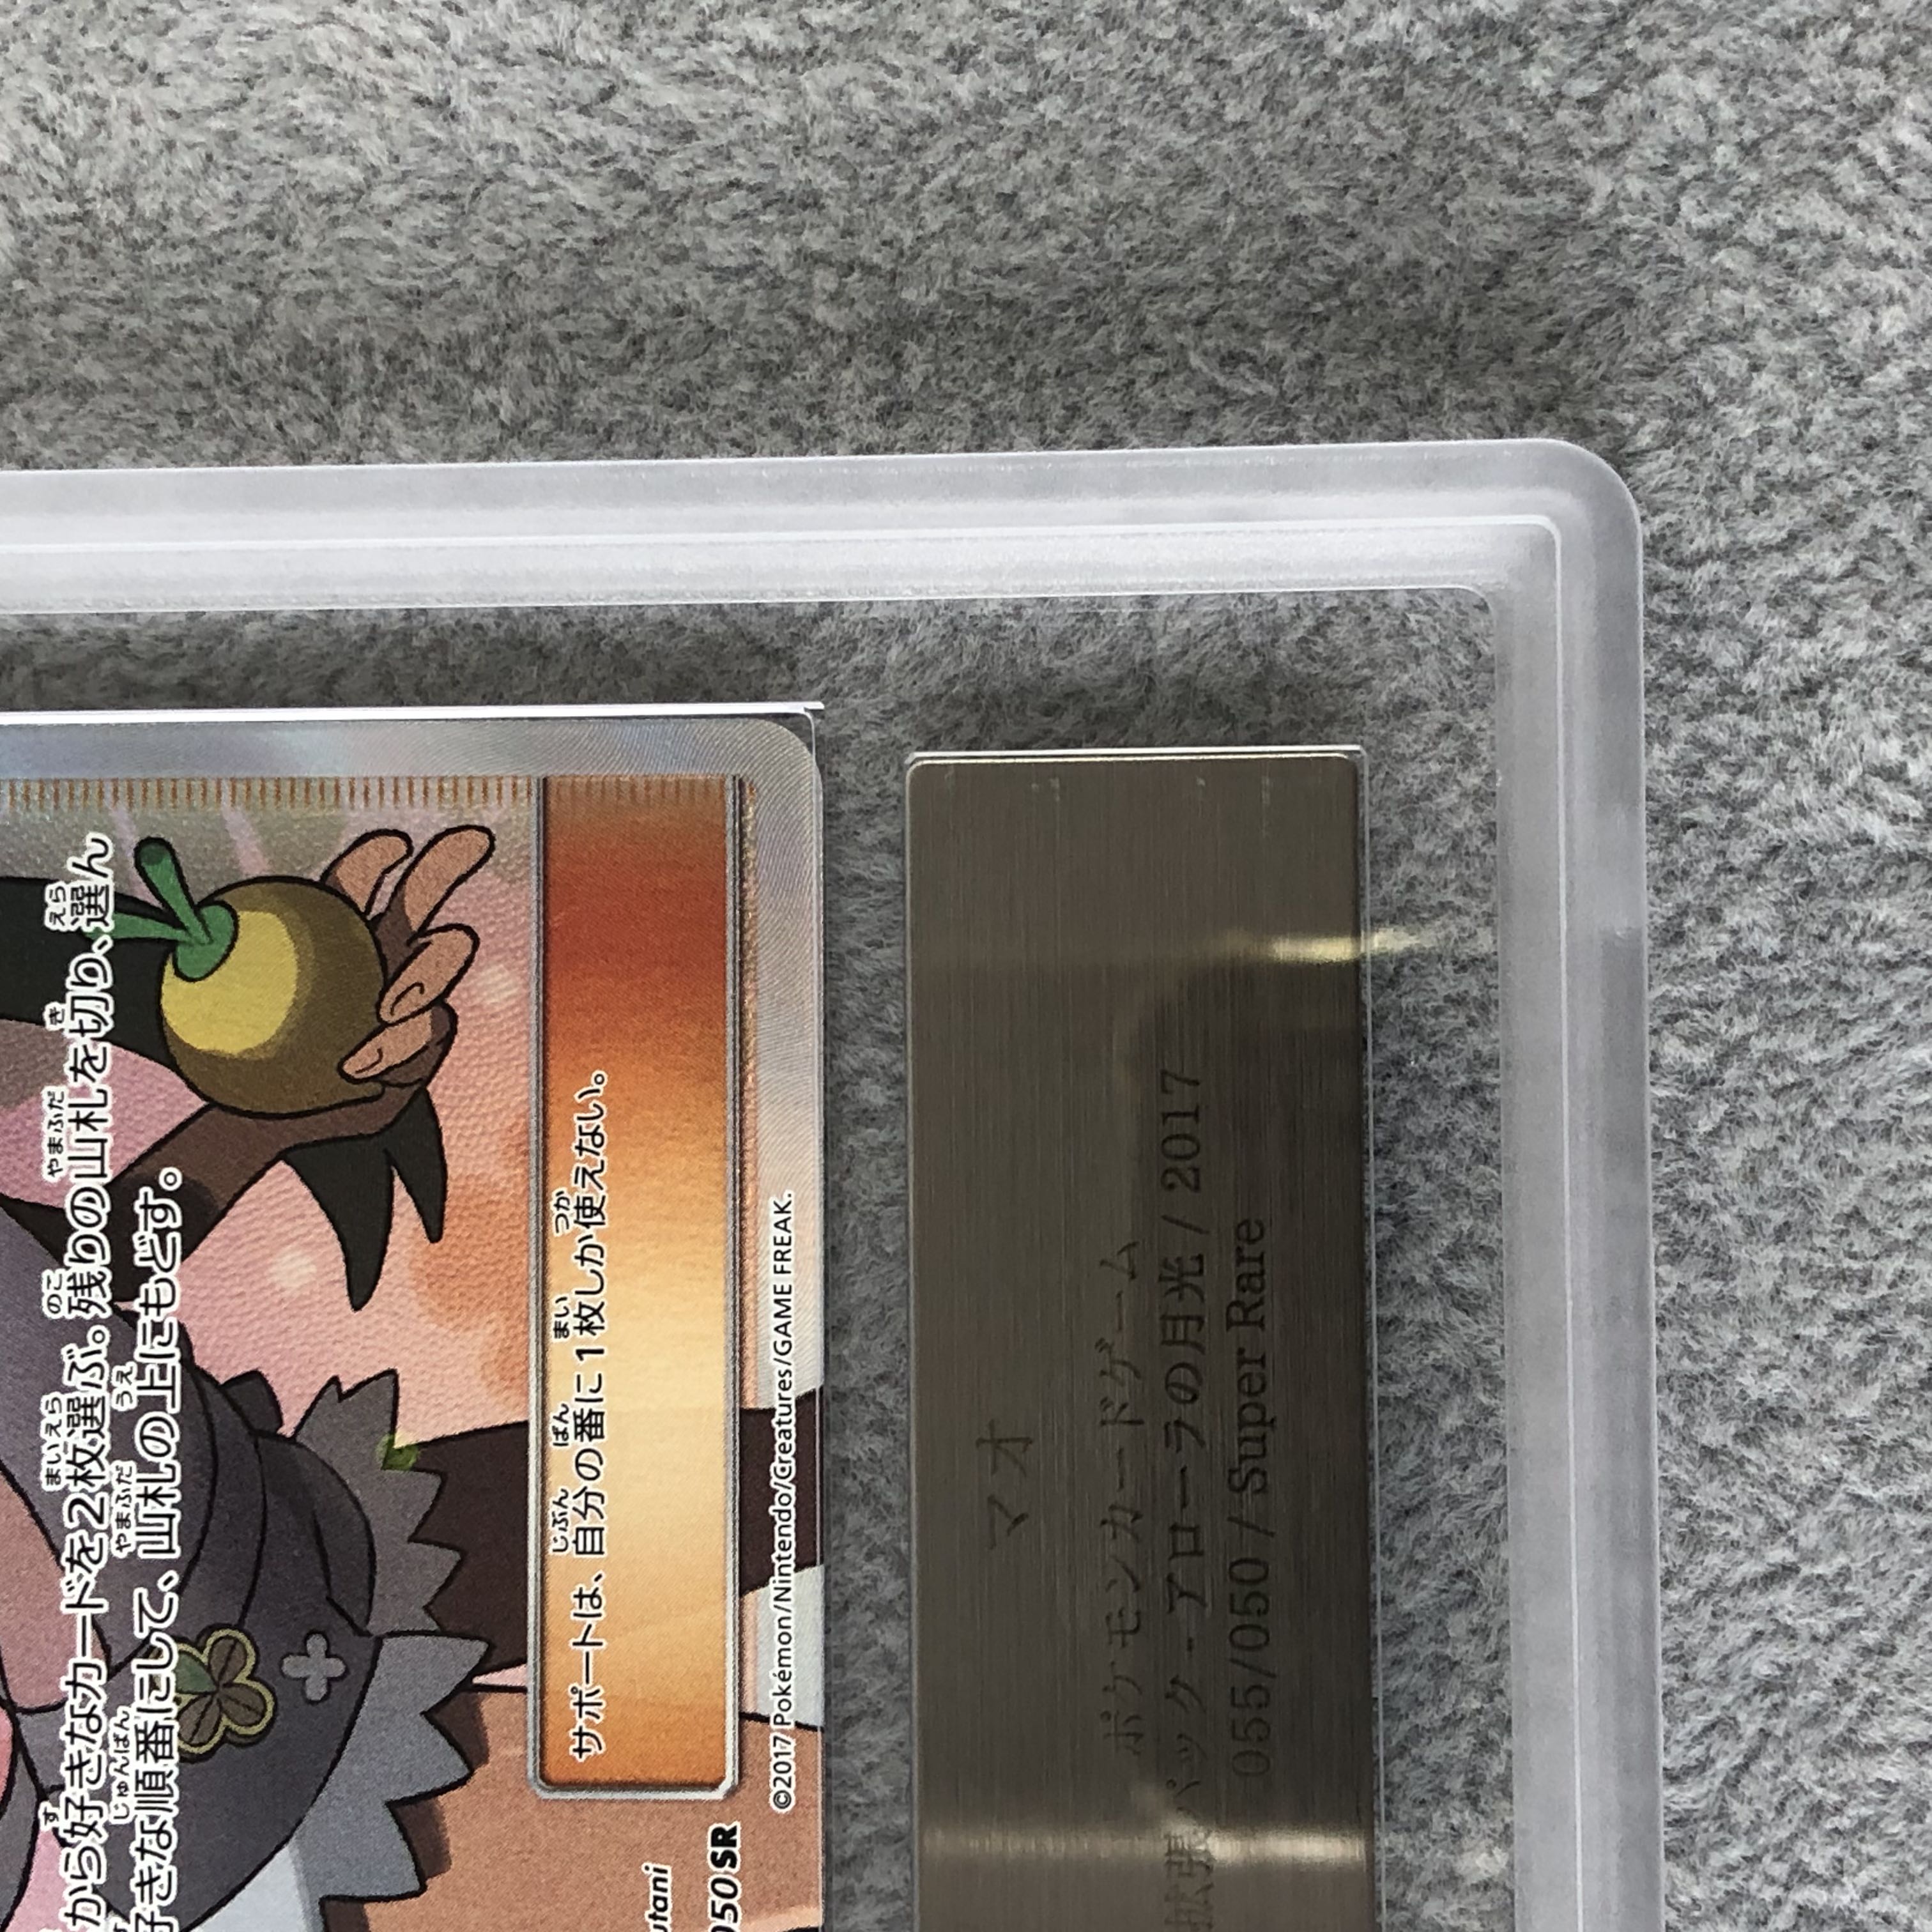 から好きなカードを2枚選ぶ。残りの山札を切り、選ん
好きな順番にして、山札の上にもどす。
サポートは、自分の番に1枚しか使えない。
utani
050 SR
©2017 Pokémon/Nintendo/Creatures/GAME FREAK.
マオ
ポケモンカードゲーム
拡張パック - アローラの月光 / 2017
055/050 / Super Rare